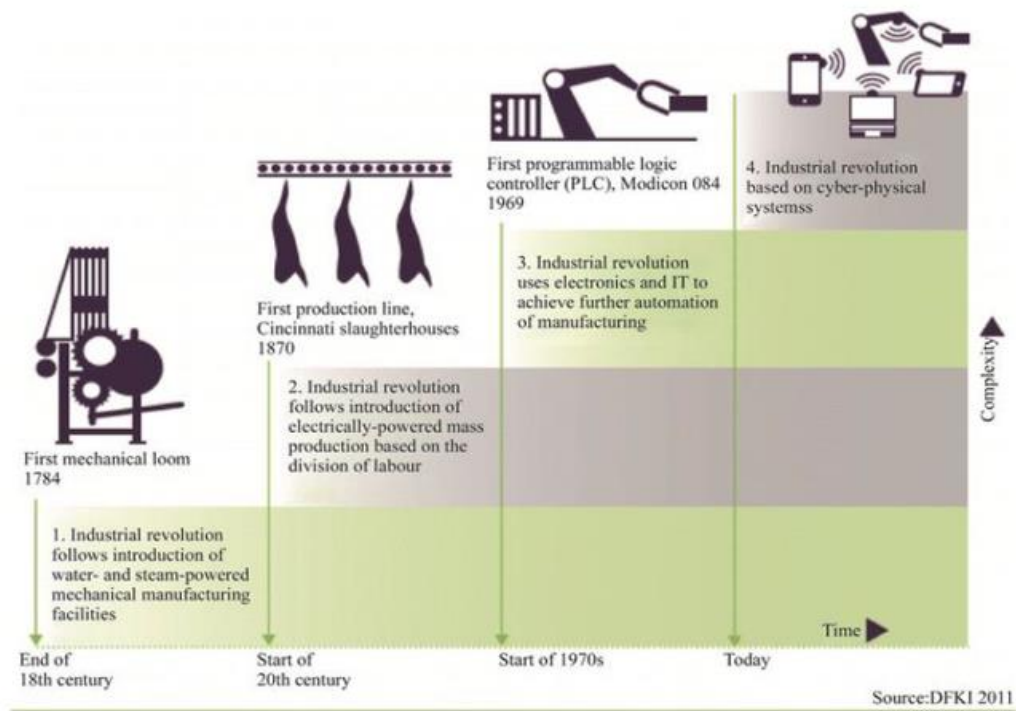 First programmable logic
controller (PLC), Modicon 084
1969
4. Industrial revolution
based on cyber-physical
systemss
First production line,
Cincinnati slaughterhouses
1870
3. Industrial revolution
uses electronics and IT to
achieve further automation
of manufacturing
First mechanical loom
1784
2. Industrial revolution
follows introduction of
electrically-powered mass
production based on the
division of labour
Complexity
1. Industrial revolution
follows introduction of
water- and steam-powered
mechanical manufacturing
facilities
Time
End of
18th century
Start of
20th century
Start of 1970s
Today
Source:DFKI 2011